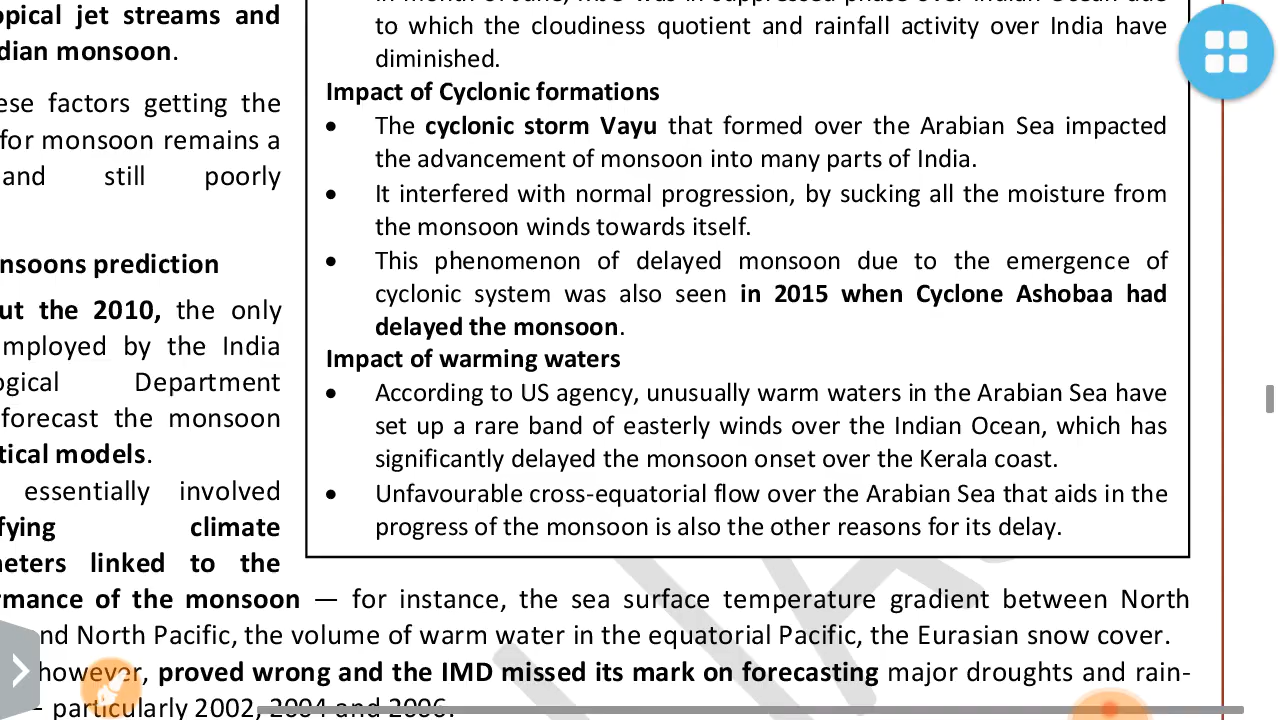 opical jet streams and
dian monsoon.
ese factors getting the
for monsoon remains a
and still poorly
nsoons prediction
ut the 2010, the only
mployed by the India
ogical Department
forecast the monsoon
tical models.
essentially involved
fying climate
neters linked to the
to which the cloudiness quotient and rainfall activity over India have
diminished.
Impact of Cyclonic formations
• The cyclonic storm Vayu that formed over the Arabian Sea impacted
the advancement of monsoon into many parts of India.
• It interfered with normal progression, by sucking all the moisture from
the monsoon winds towards itself.
• This phenomenon of delayed monsoon due to the emergence of
cyclonic system was also seen in 2015 when Cyclone Ashobaa had
delayed the monsoon.
Impact of warming waters
• According to US agency, unusually warm waters in the Arabian Sea have
set up a rare band of easterly winds over the Indian Ocean, which has
significantly delayed the monsoon onset over the Kerala coast.
• Unfavourable cross-equatorial flow over the Arabian Sea that aids in the
progress of the monsoon is also the other reasons for its delay.
rmance of the monsoon — for instance, the sea surface temperature gradient between North
nd North Pacific, the volume of warm water in the equatorial Pacific, the Eurasian snow cover.
however, proved wrong and the IMD missed its mark on forecasting major droughts and rain-
– particularly 2002, 2004 and 2006.